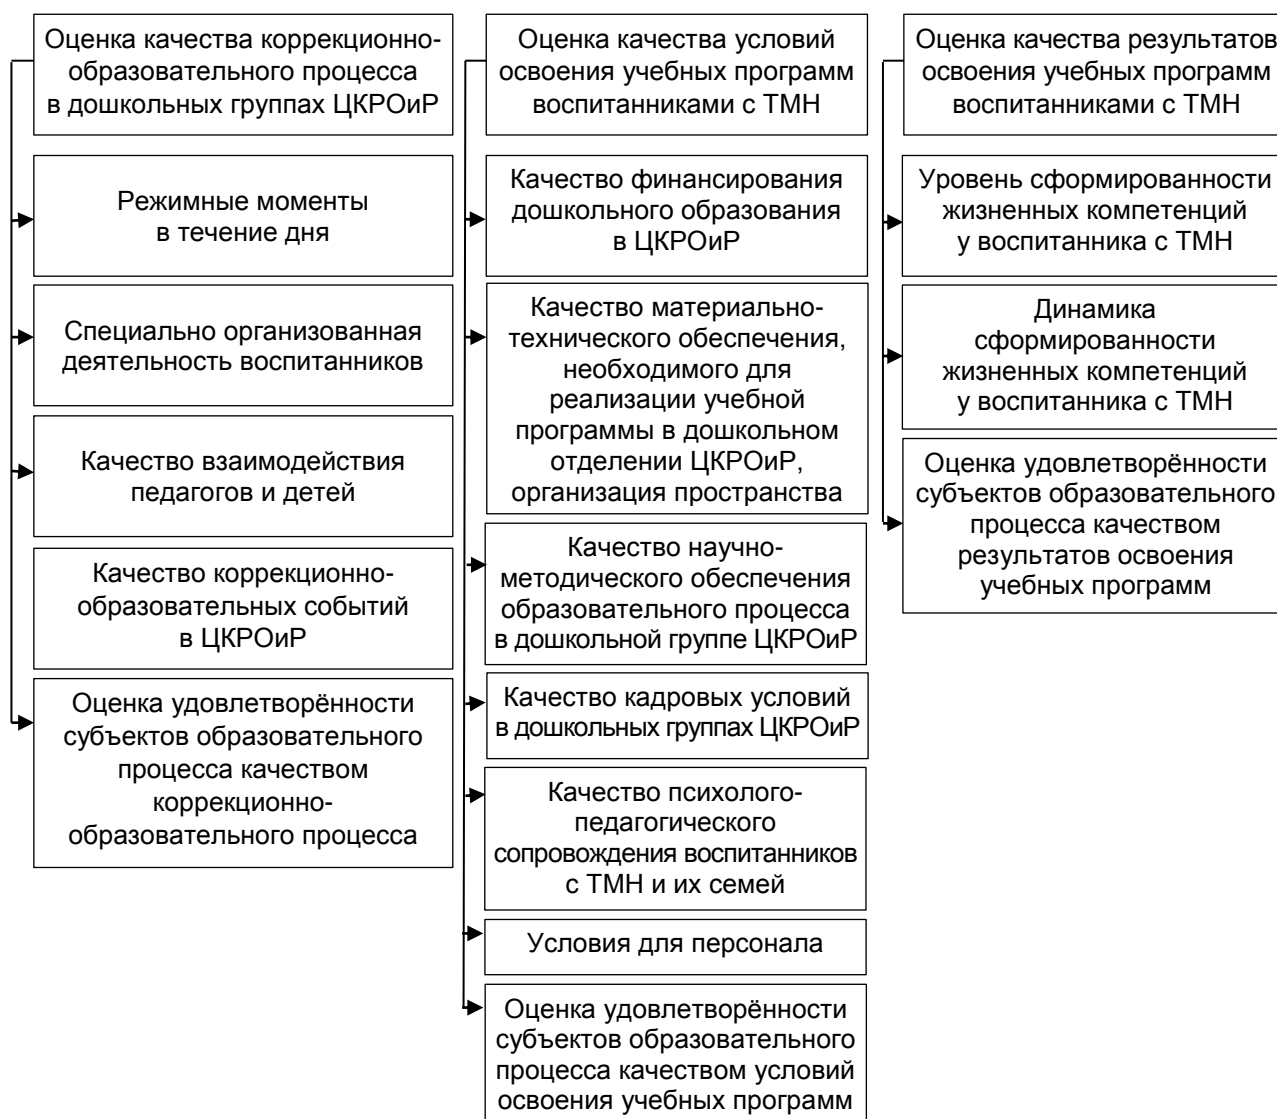 Оценка качества коррекционно-
образовательного процесса
в дошкольных группах ЦКРОиР
Режимные моменты
в течение дня
Специально организованная
деятельность воспитанников
Качество взаимодействия
педагогов и детей
Качество коррекционно-
образовательных событий
в ЦКРОиР
Оценка удовлетворённости
субъектов образовательного
процесса качеством
коррекционно-
образовательного процесса
Оценка качества условий
освоения учебных программ
воспитанниками с ТМН
Качество финансирования
дошкольного образования
в ЦКРОиР
Качество материально-
технического обеспечения,
необходимого для
реализации учебной
программы в дошкольном
отделении ЦКРОиР,
организация пространства
Качество научно-
методического обеспечения
образовательного процесса
в дошкольной группе ЦКРОиР
Качество кадровых условий
в дошкольных группах ЦКРОиР
Качество психолого-
педагогического
сопровождения воспитанников
с ТМН и их семей
Условия для персонала
Оценка удовлетворённости
субъектов образовательного
процесса качеством условий
освоения учебных программ
Оценка качества результатов
освоения учебных программ
воспитанниками с ТМН
Уровень сформированности
жизненных компетенций
у воспитанника с ТМН
Динамика
сформированности
жизненных компетенций
у воспитанника с ТМН
Оценка удовлетворённости
субъектов образовательного
процесса качеством
результатов освоения
учебных программ